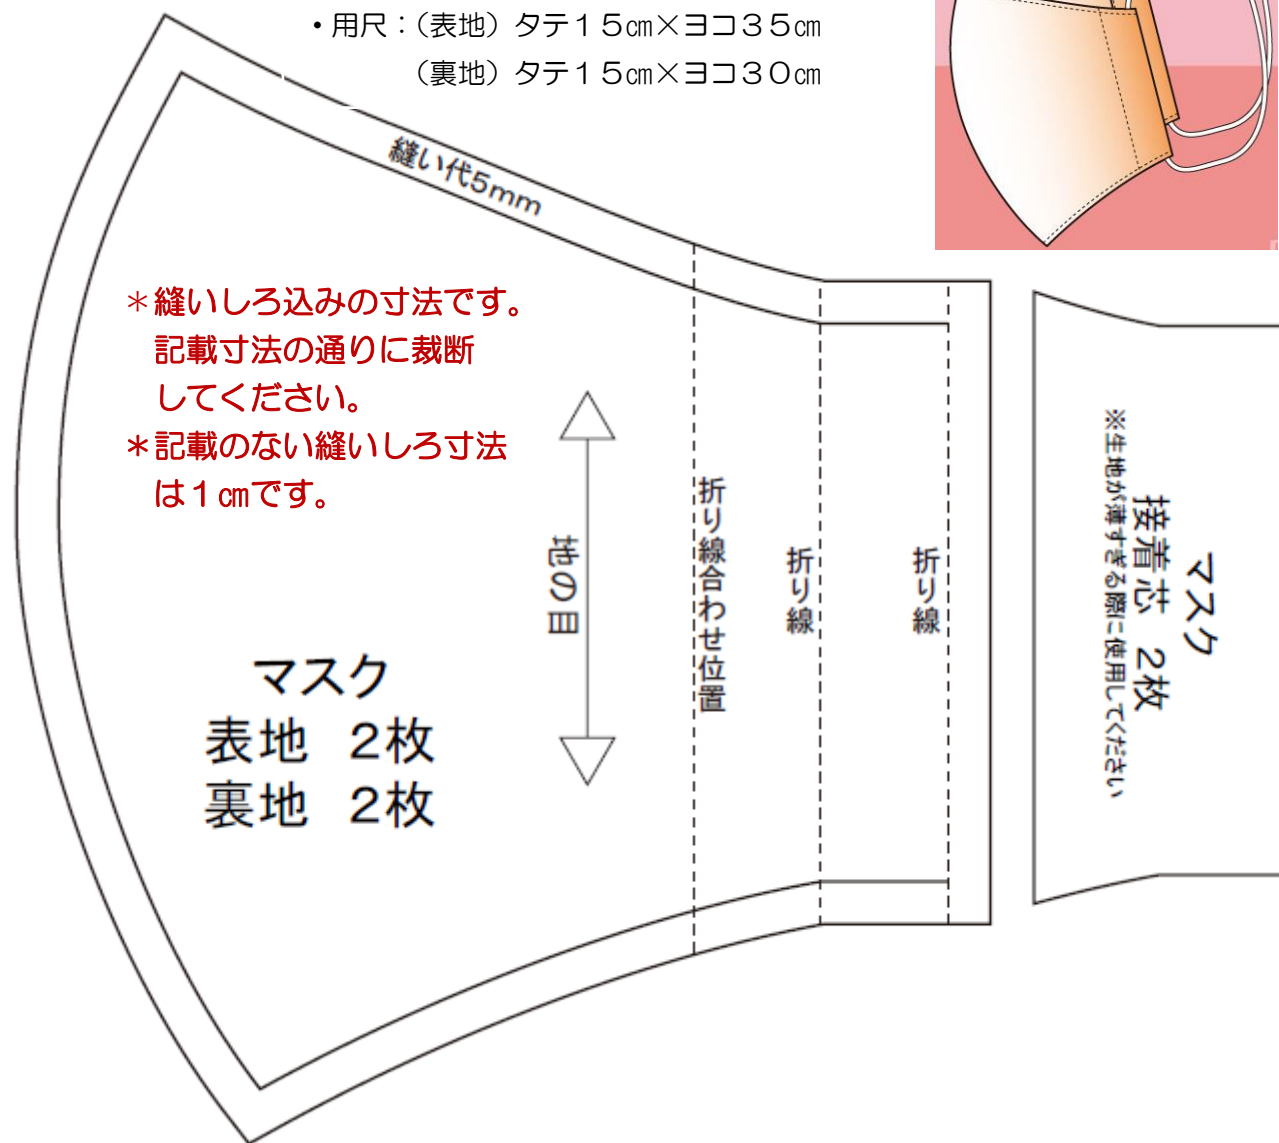 ・用尺：（表地）タテ１５㎝×ヨコ３５㎝
（裏地）タテ１５㎝×ヨコ３０㎝
縫い代5mm
＊縫いしろ込みの寸法です。
記載寸法の通りに裁断
してください。
＊記載のない縫いしろ寸法
は１㎝です。
地の目
折り線合わせ位置
折り線
折り線
マスク
表地　2枚
裏地　2枚
マスク
接着芯　2枚
※生地が薄すぎる際に使用してください